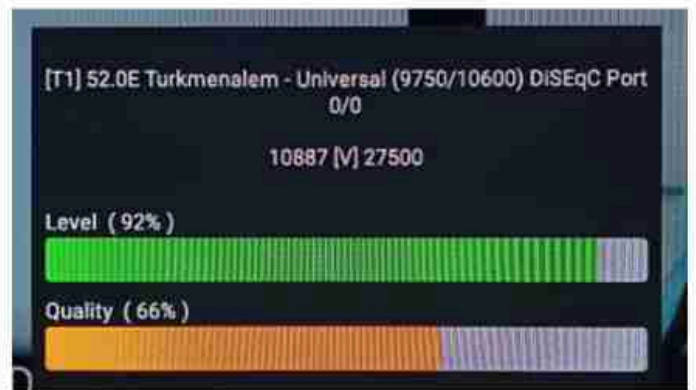 [T1] 52.0E Turkmenalem - Universal (9750/10600) DiSEqC Port
0/0
10887 [V] 27500
Level ( 92% )
Quality ( 66% )